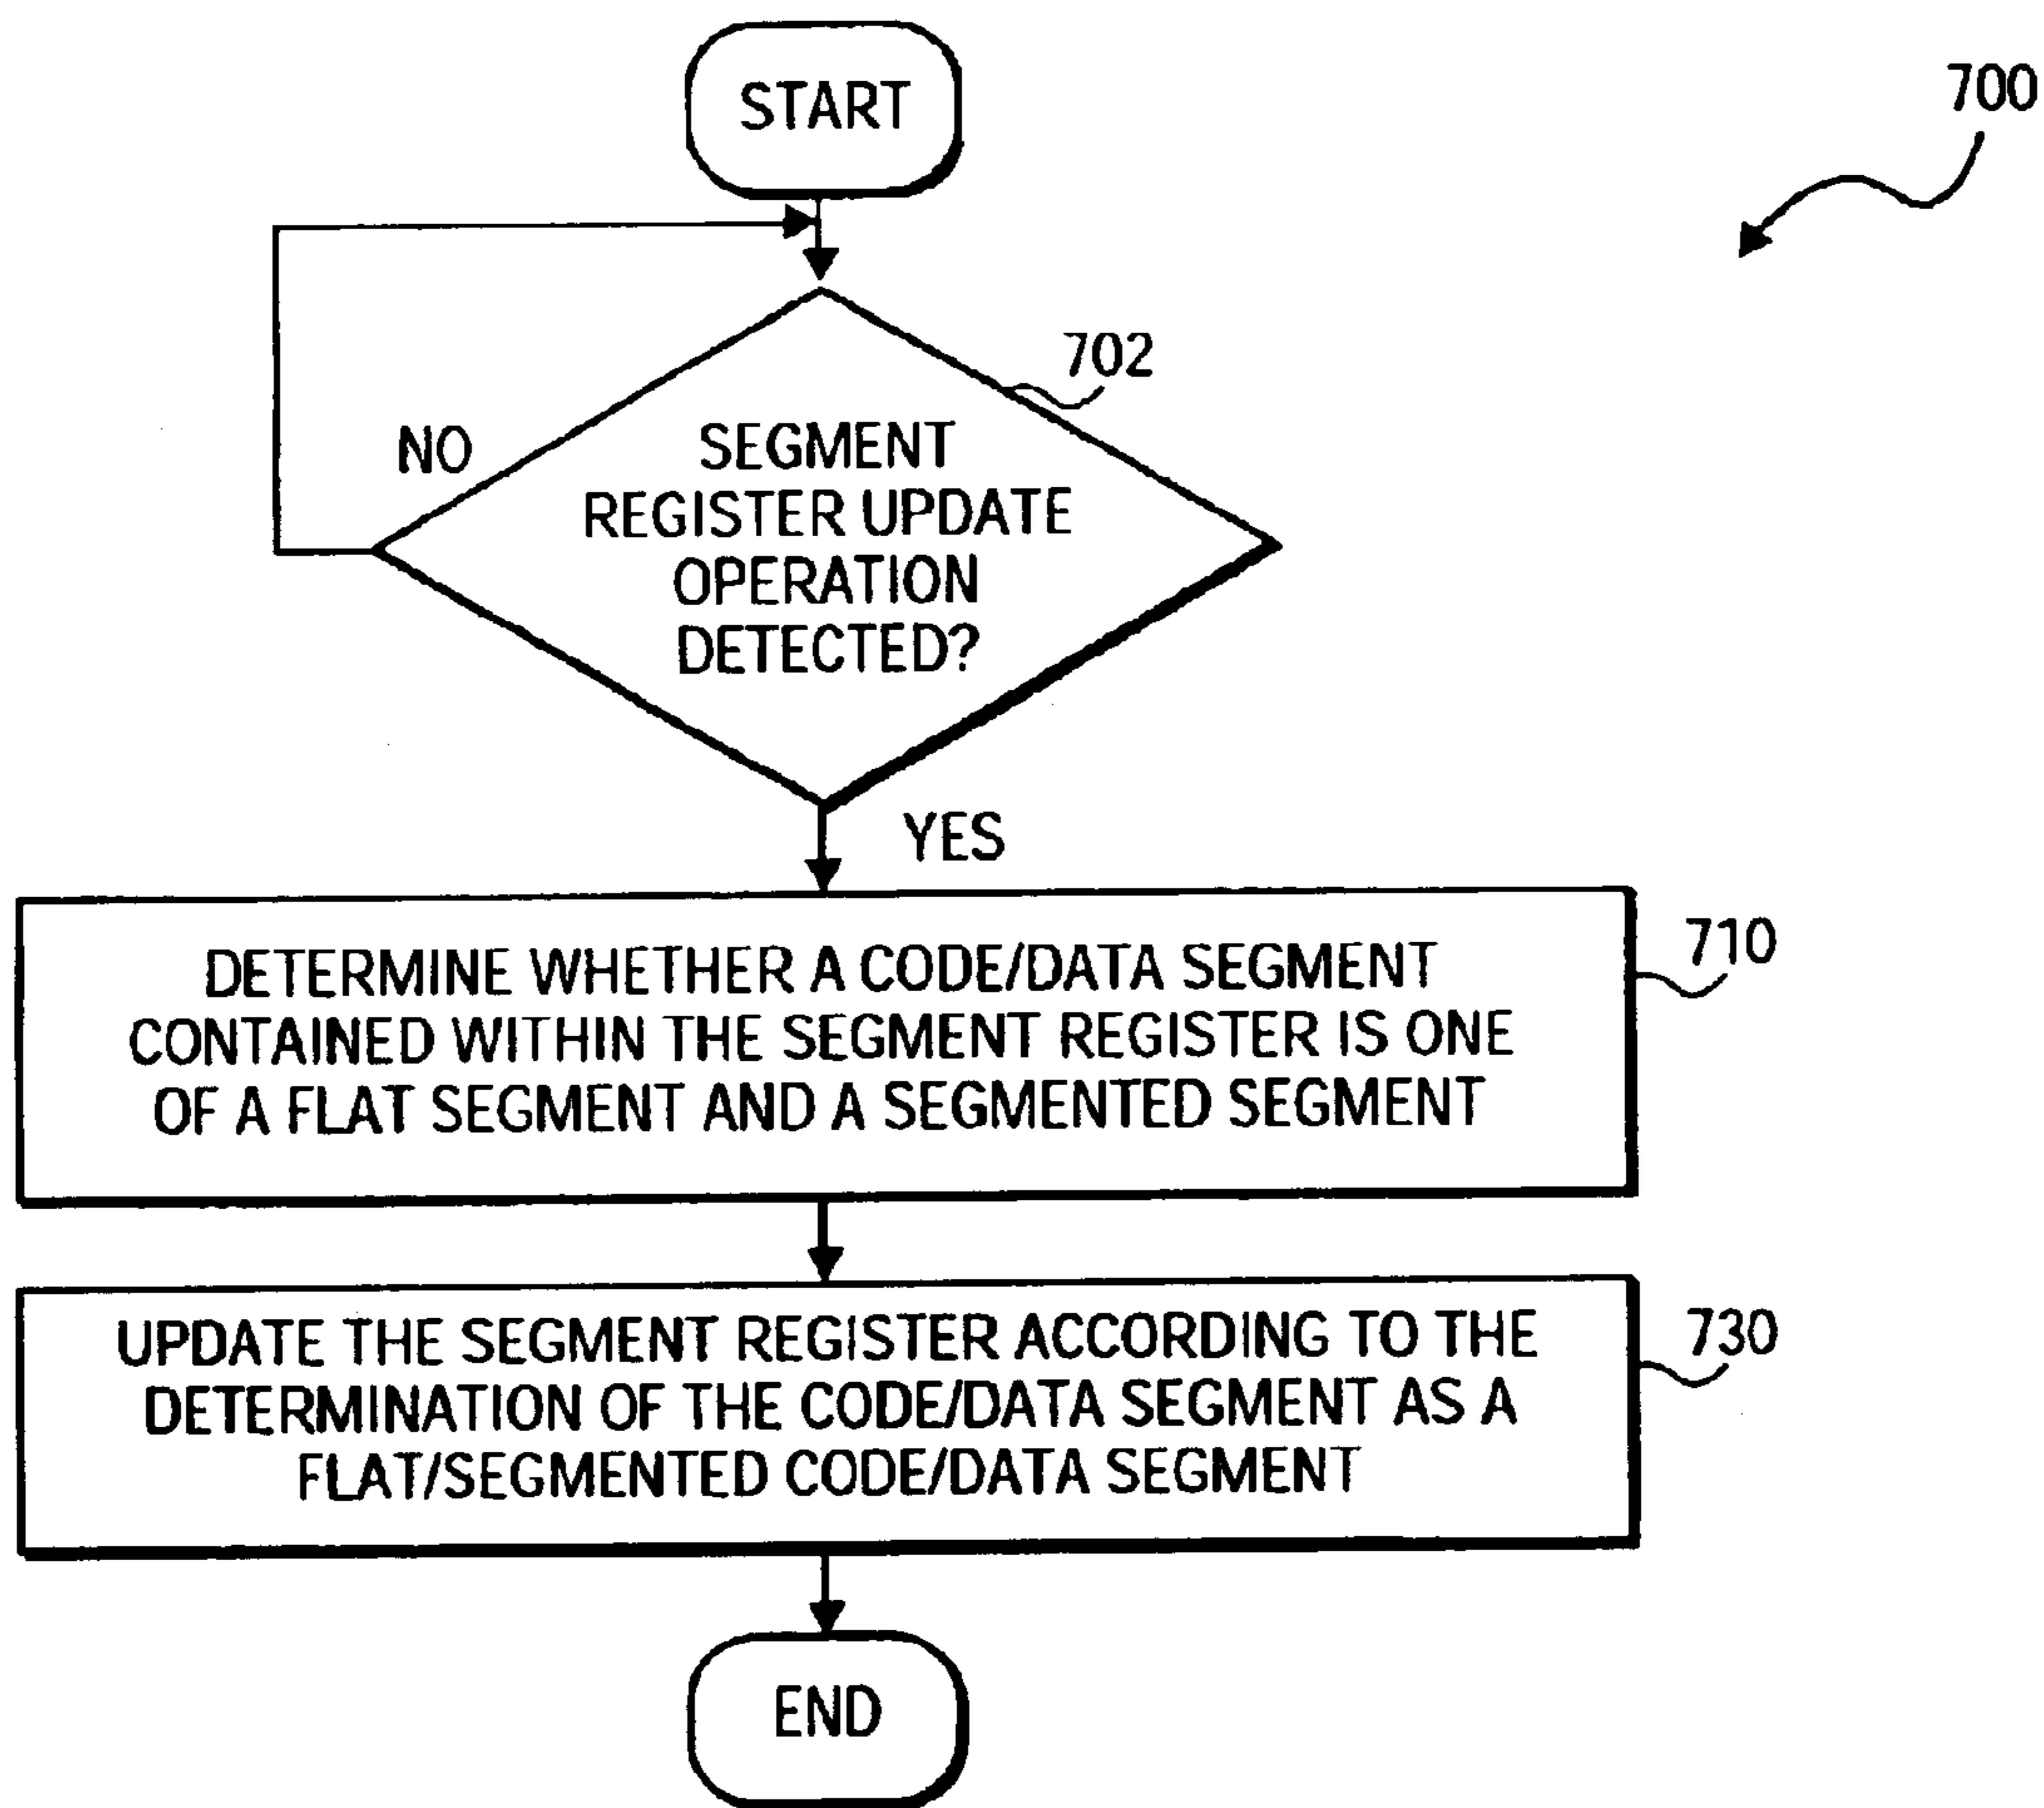 START
700
702
NO
SEGMENT
REGISTER UPDATE
OPERATION
DETECTED?
YES
710
DETERMINE WHETHER A CODE/DATA SEGMENT
CONTAINED WITHIN THE SEGMENT REGISTER IS ONE
OF A FLAT SEGMENT AND A SEGMENTED SEGMENT
730
UPDATE THE SEGMENT REGISTER ACCORDING TO THE
DETERMINATION OF THE CODE/DATA SEGMENT AS A
FLAT/SEGMENTED CODE/DATA SEGMENT
END